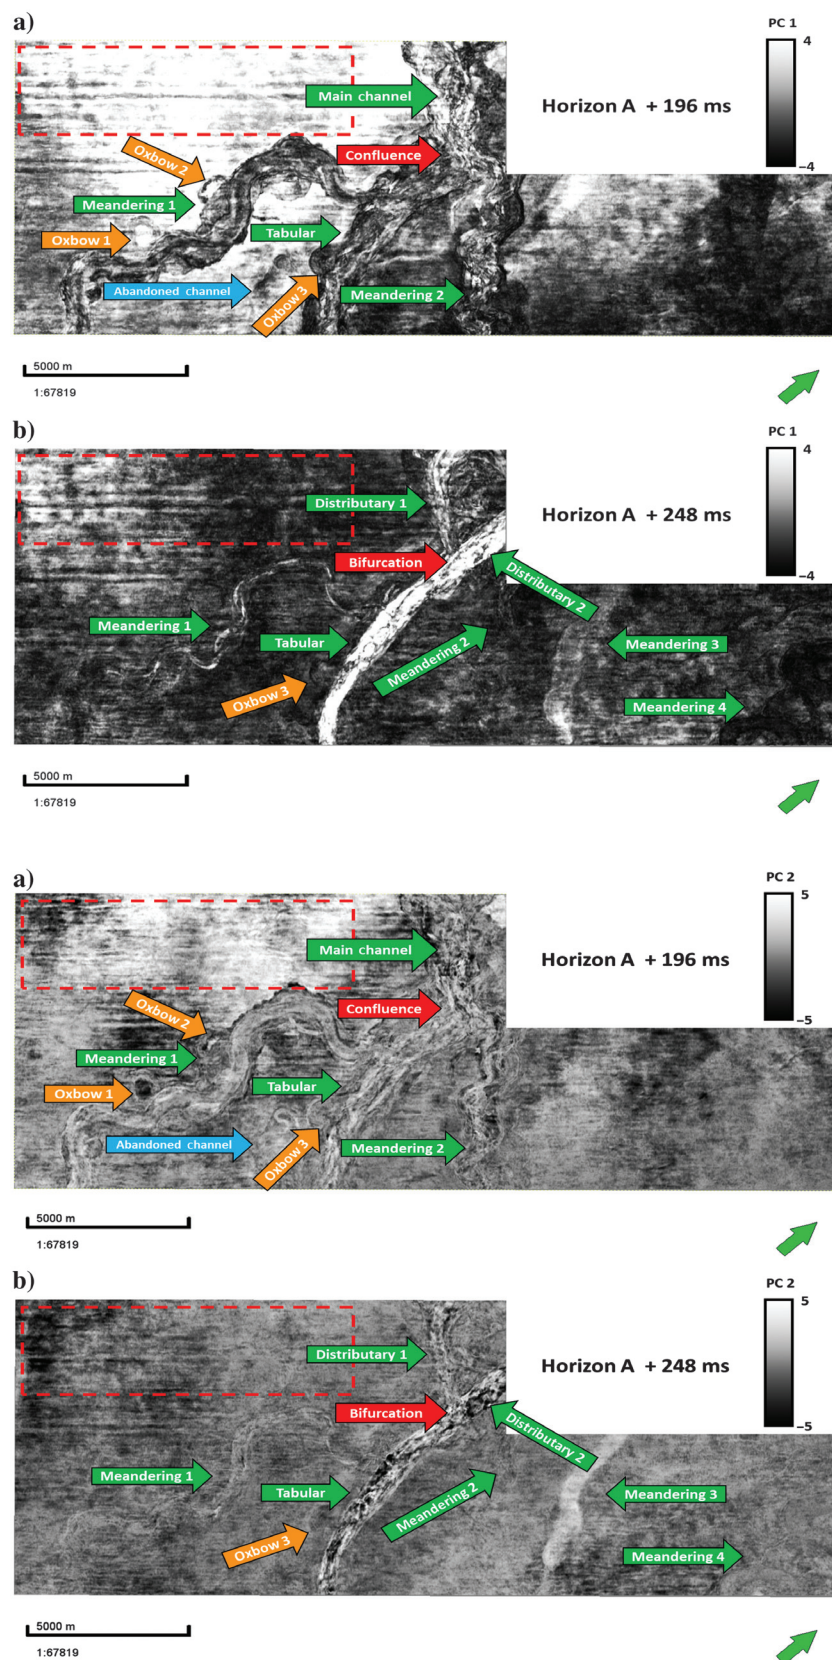 a)
PC 1
4
−4
Main channel
Horizon A + 196 ms
Oxbow 2
Confluence
Meandering 1
Oxbow 1
Tabular
Abandoned channel
Oxbow 3
Meandering 2
5000 m
1:67819
b)
PC 1
4
−4
Distributary 1
Horizon A + 248 ms
Bifurcation
Distributary 2
Meandering 1
Tabular
Meandering 2
Meandering 3
Oxbow 3
Meandering 4
5000 m
1:67819
a)
PC 2
5
−5
Main channel
Horizon A + 196 ms
Oxbow 2
Confluence
Meandering 1
Oxbow 1
Tabular
Abandoned channel
Oxbow 3
Meandering 2
5000 m
1:67819
b)
PC 2
5
−5
Distributary 1
Horizon A + 248 ms
Bifurcation
Distributary 2
Meandering 1
Tabular
Meandering 2
Meandering 3
Oxbow 3
Meandering 4
5000 m
1:67819